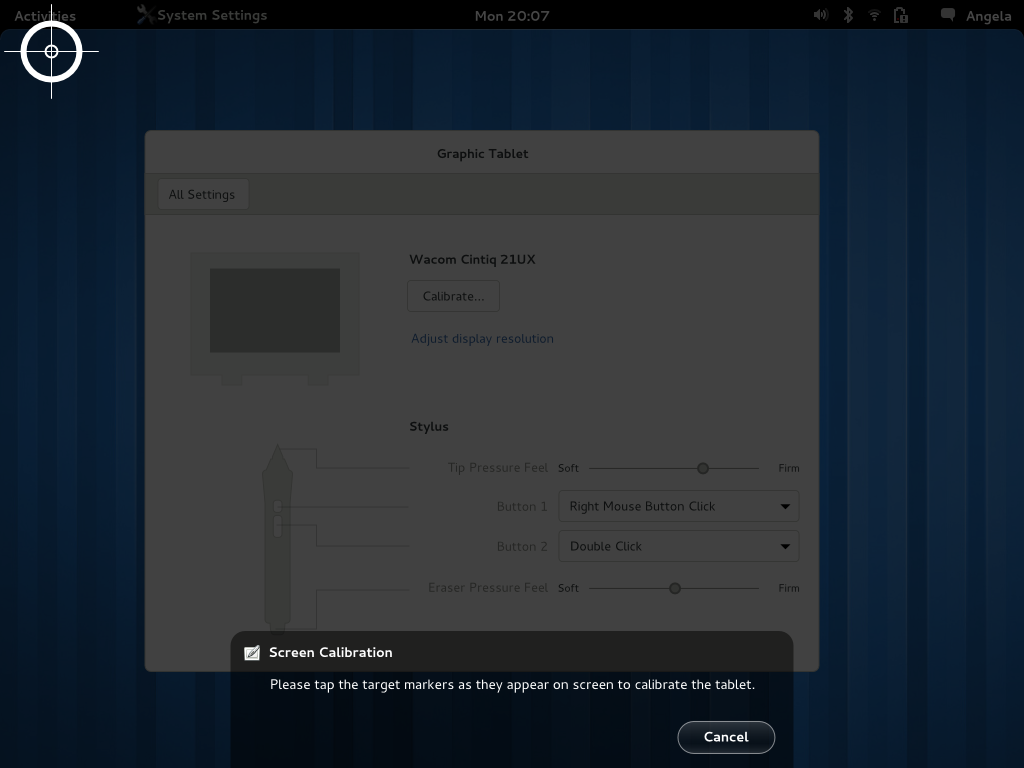 Activities System Settings Mon 20:07 Angela
Graphic Tablet
All Settings
Wacom Cintiq 21UX
Calibrate...
Adjust display resolution
Stylus
Tip Pressure Feel Soft Firm
Button 1 Right Mouse Button Click
Button 2 Double Click
Eraser Pressure Feel Soft Firm
Screen Calibration
Please tap the target markers as they appear on screen to calibrate the tablet.
Cancel